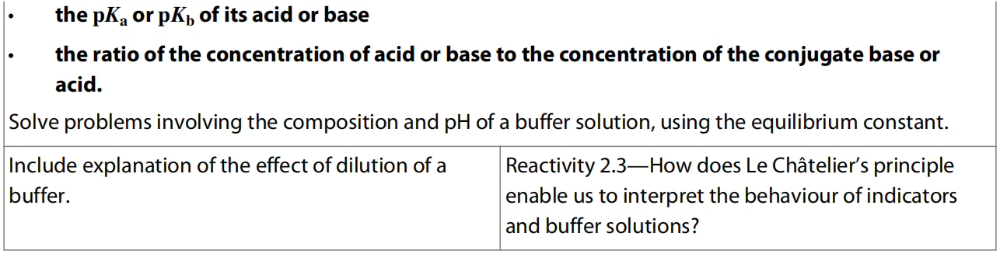 • the pKa or pKb of its acid or base
• the ratio of the concentration of acid or base to the concentration of the conjugate base or
acid.
Solve problems involving the composition and pH of a buffer solution, using the equilibrium constant.
Include explanation of the effect of dilution of a
buffer.
Reactivity 2.3—How does Le Châtelier’s principle
enable us to interpret the behaviour of indicators
and buffer solutions?